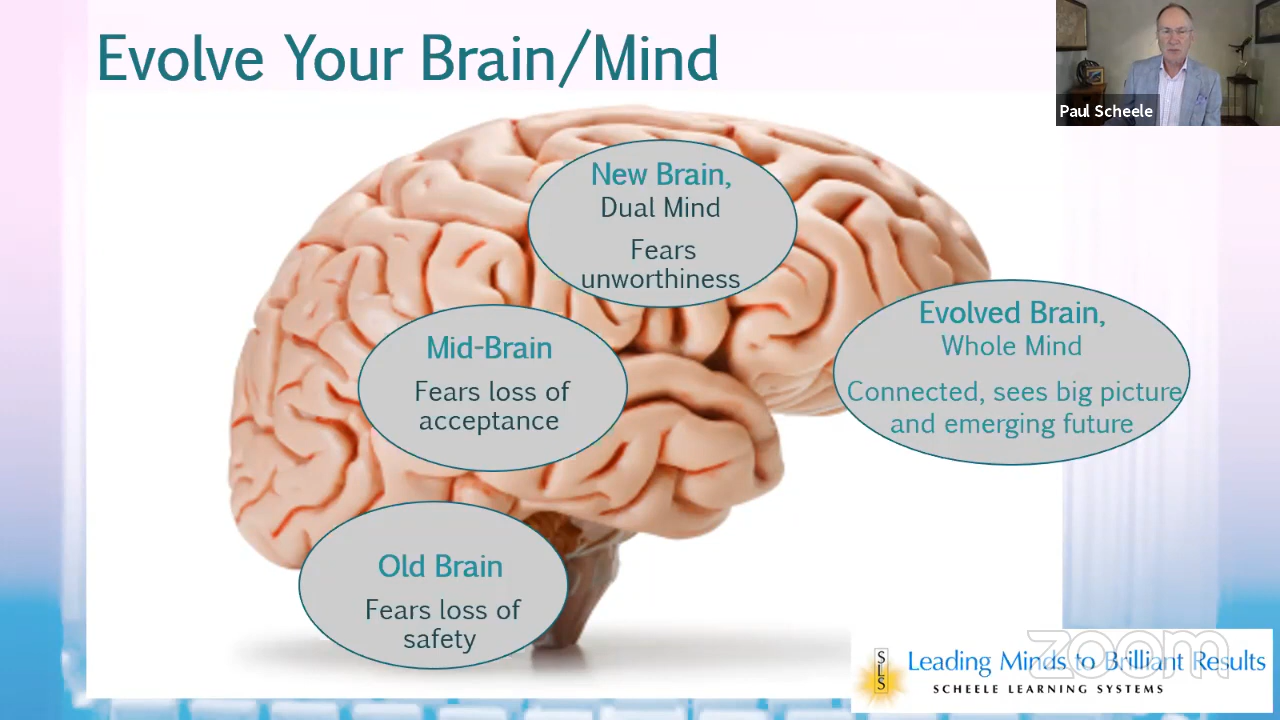 Evolve Your Brain/Mind
Paul Scheele
New Brain,
Dual Mind
Fears
unworthiness
Evolved Brain,
Whole Mind
Connected, sees big picture
and emerging future
Mid-Brain
Fears loss of
acceptance
Old Brain
Fears loss of
safety
zoom
SLS
Leading Minds to Brilliant Results
SCHEELE LEARNING SYSTEMS